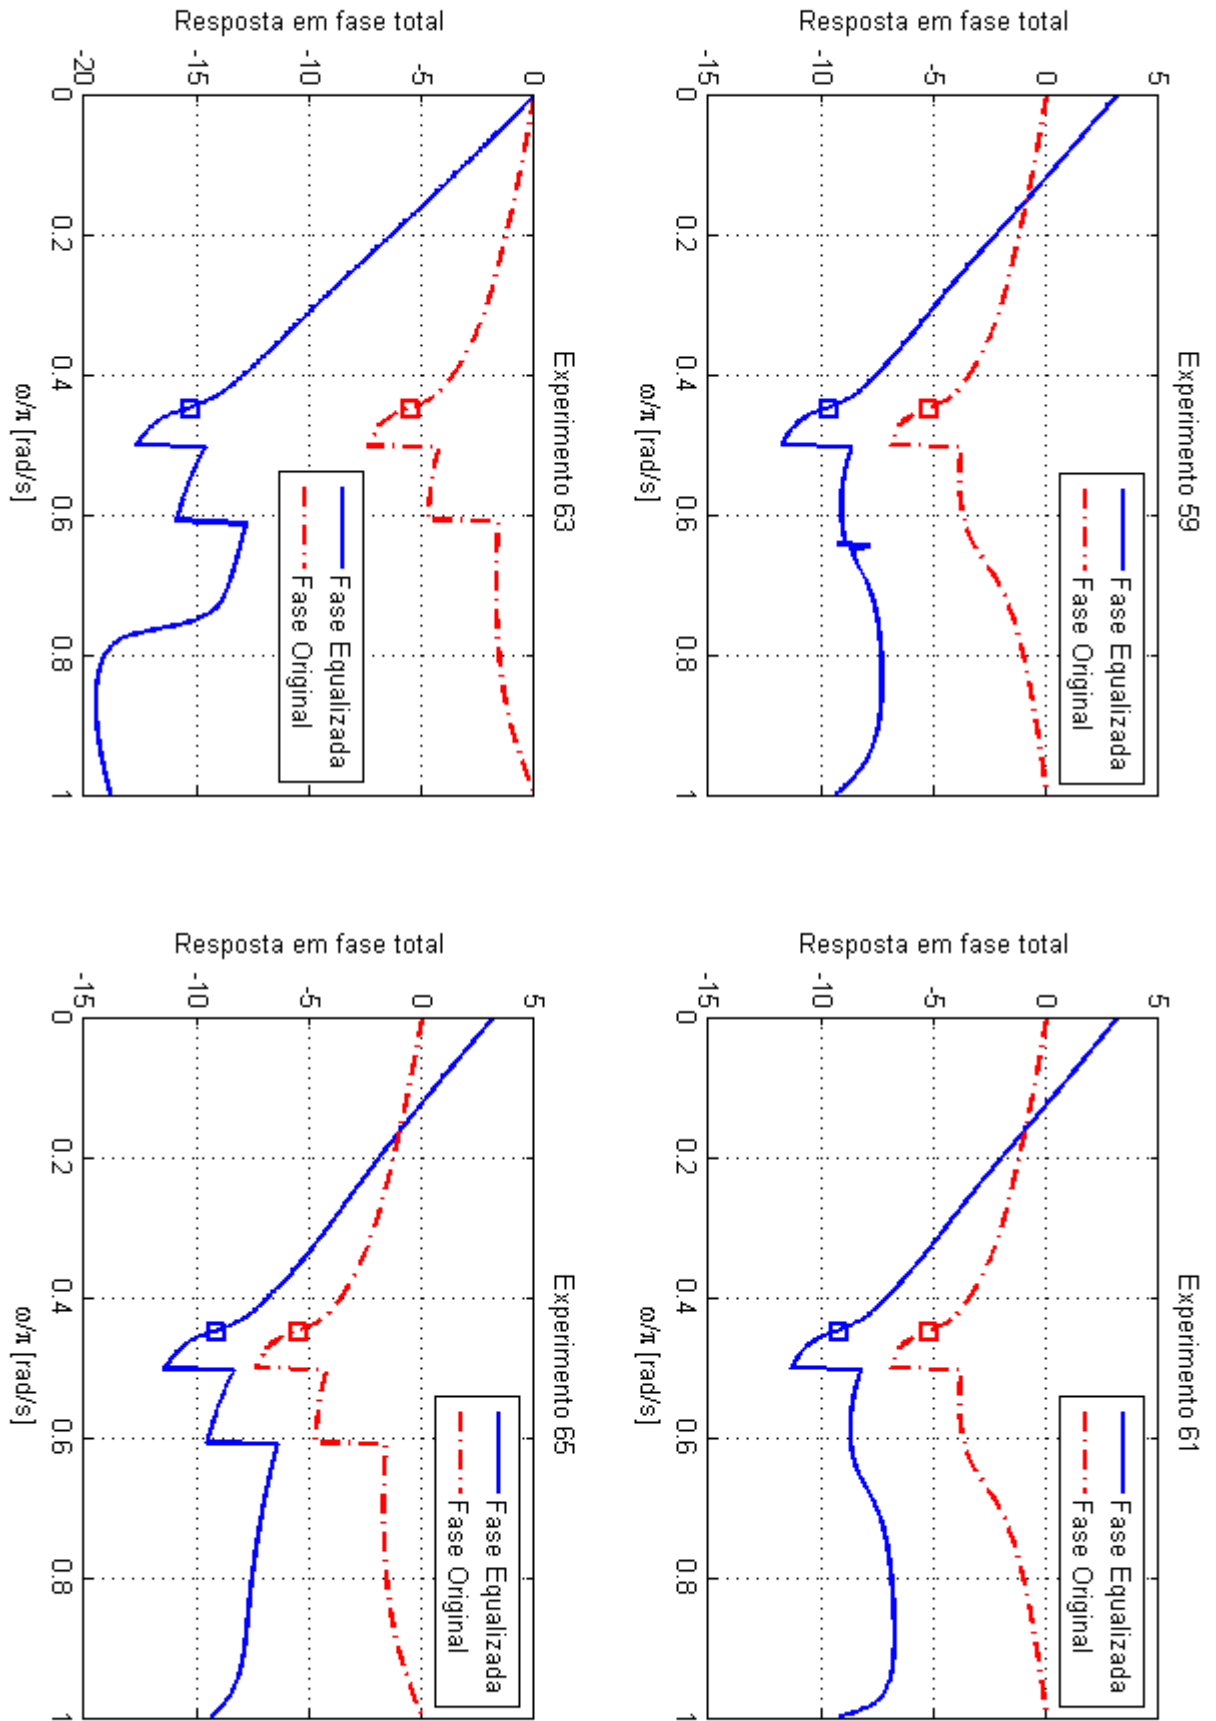 Experimento 59
Resposta em fase total
5
0
-5
-10
-15
0
0.2
0.4
0.6
0.8
1
ω/π [rad/s]
Fase Equalizada
Fase Original
Experimento 61
Resposta em fase total
5
0
-5
-10
-15
0
0.2
0.4
0.6
0.8
1
ω/π [rad/s]
Fase Equalizada
Fase Original
Experimento 63
Resposta em fase total
0
-5
-10
-15
-20
0
0.2
0.4
0.6
0.8
1
ω/π [rad/s]
Fase Equalizada
Fase Original
Experimento 65
Resposta em fase total
5
0
-5
-10
-15
0
0.2
0.4
0.6
0.8
1
ω/π [rad/s]
Fase Equalizada
Fase Original